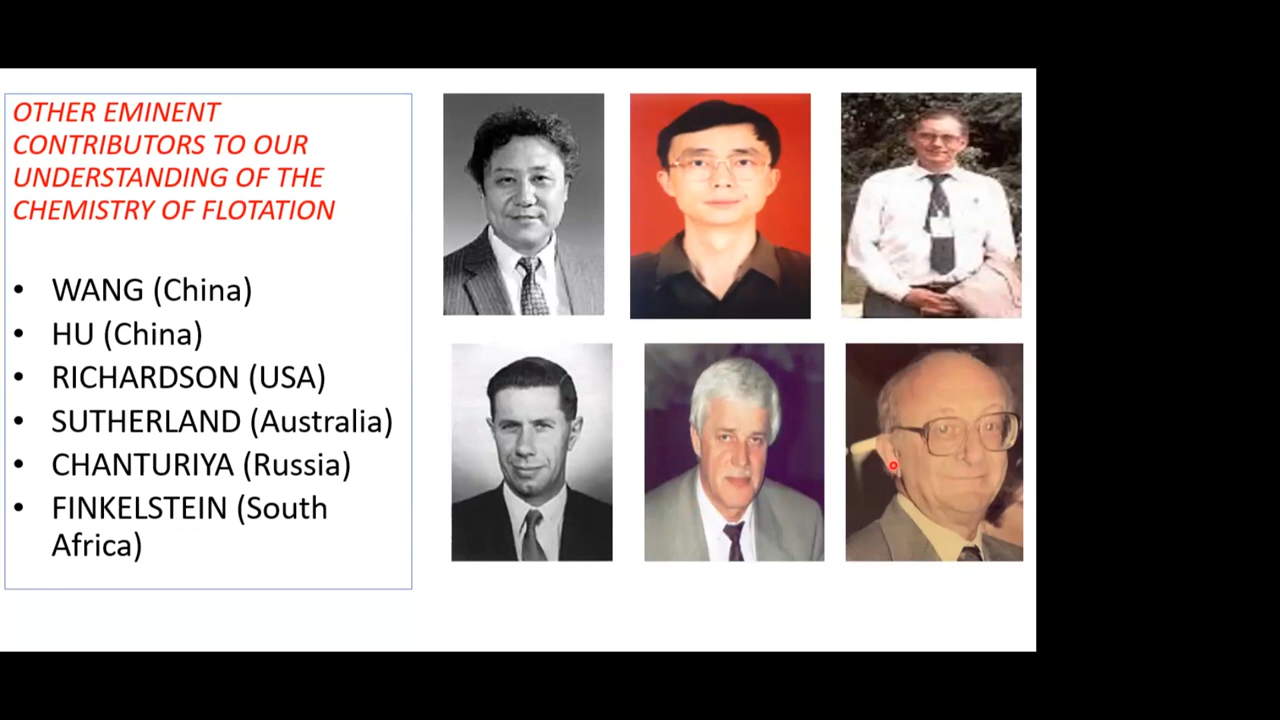 OTHER EMINENT
CONTRIBUTORS TO OUR
UNDERSTANDING OF THE
CHEMISTRY OF FLOTATION
• WANG (China)
• HU (China)
• RICHARDSON (USA)
• SUTHERLAND (Australia)
• CHANTURIYA (Russia)
• FINKELSTEIN (South
Africa)